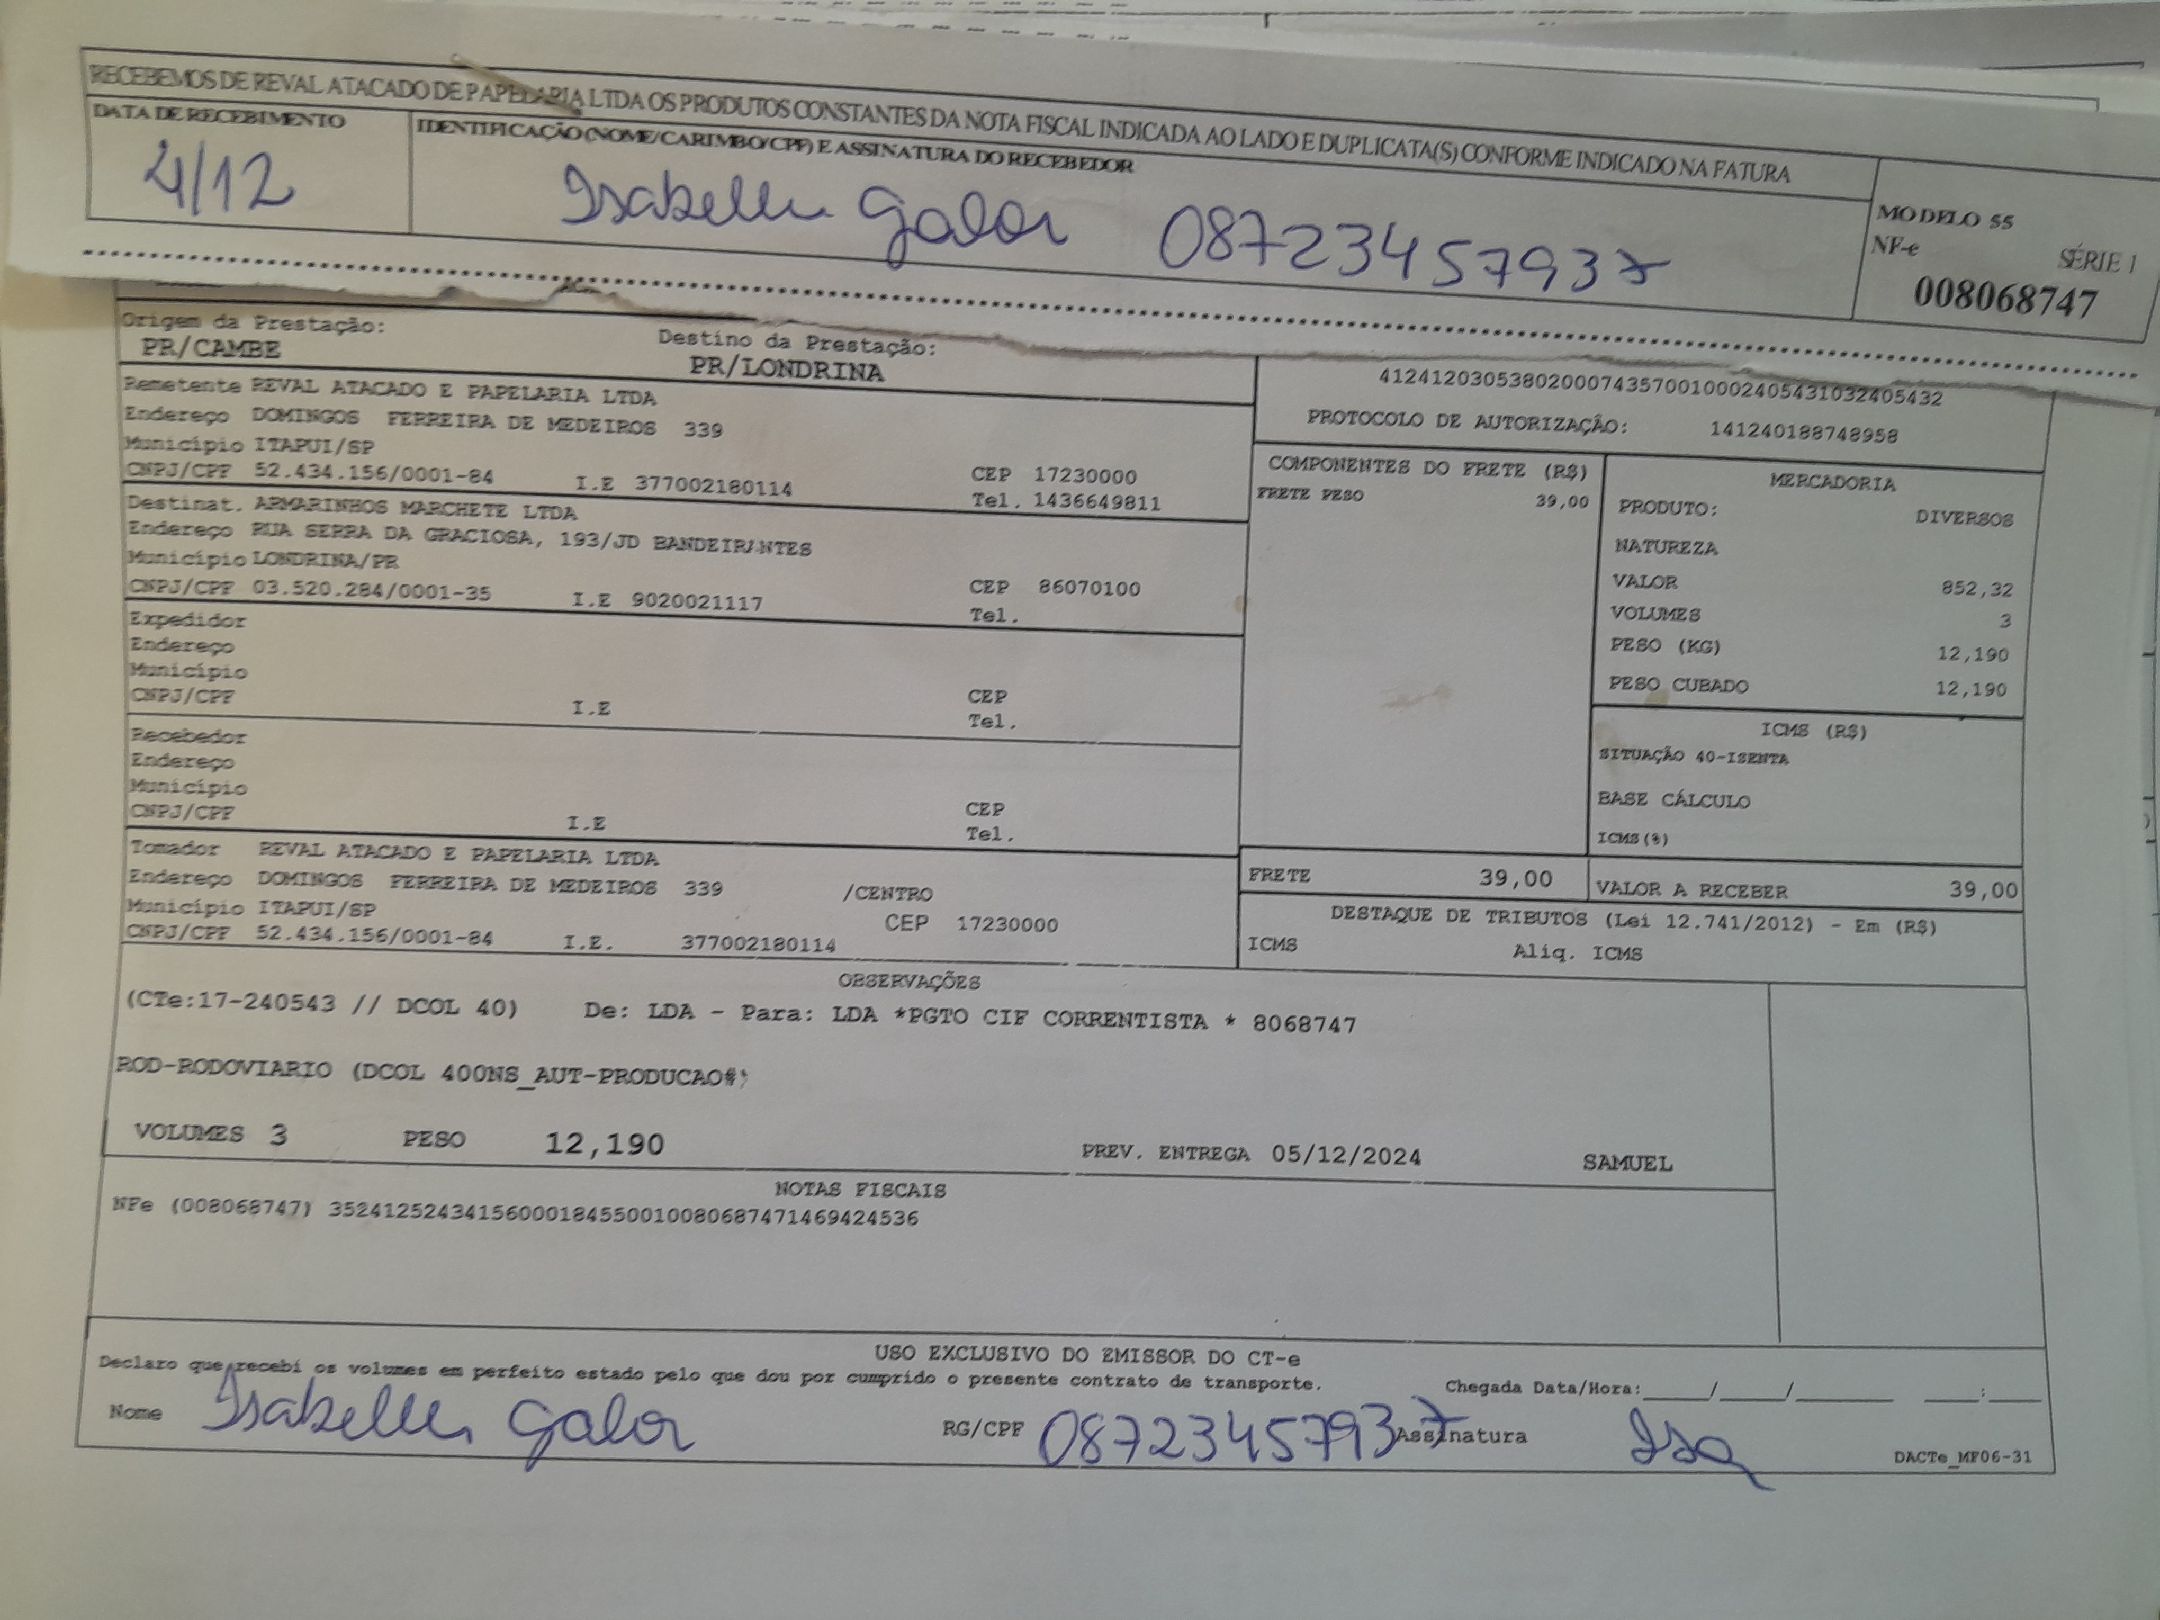 RECEBEMOS DE REVAL ATACADO DE PAPELARIA LTDA OS PRODUTOS CONSTANTES DA NOTA FISCAL INDICADA AO LADO E DUPLICATA(S) CONFORME INDICADO NA FATURA
DATA DE RECEBIMENTO
IDENTIFICAÇÃO (NOME/CARIMBO/CPF) E ASSINATURA DO RECEBEDOR
4/12
Isabelle Galor 08723457937
MODELO 55
NF-e SÉRIE 1
008068747
Origem da Prestação: Destino da Prestação:
PR/CAMBE PR/LONDRINA
Remetente REVAL ATACADO E PAPELARIA LTDA
Endereço DOMINGOS FERREIRA DE MEDEIROS 339
Município ITAPUI/SP
CNPJ/CPF 52.434.156/0001-84 I.E 377002180114 CEP 17230000
Tel. 1436649811
Destinat. ARMARINHOS MARCHETE LTDA
Endereço RUA SERRA DA GRACIOSA, 193/JD BANDEIRANTES
Município LONDRINA/PR
CNPJ/CPF 03.520.284/0001-35 I.E 9020021117 CEP 86070100
Tel.
Expedidor
Endereço
Município
CNPJ/CPF I.E CEP
Tel.
Recebedor
Endereço
Município
CNPJ/CPF I.E CEP
Tel.
Tomador REVAL ATACADO E PAPELARIA LTDA
Endereço DOMINGOS FERREIRA DE MEDEIROS 339 /CENTRO
Município ITAPUI/SP CEP 17230000
CNPJ/CPF 52.434.156/0001-84 I.E. 377002180114
41241203053802000743570010002405431032405432
PROTOCOLO DE AUTORIZAÇÃO: 141240188748958
COMPONENTES DO FRETE (R$)
FRETE PESO 39,00
MERCADORIA
PRODUTO: DIVERSOS
NATUREZA
VALOR 852,32
VOLUMES 3
PESO (KG) 12,190
PESO CUBADO 12,190
ICMS (R$)
SITUAÇÃO 40-ISENTA
BASE CÁLCULO
ICMS(%)
FRETE 39,00 VALOR A RECEBER 39,00
DESTAQUE DE TRIBUTOS (Lei 12.741/2012) - Em (R$)
ICMS Aliq. ICMS
OBSERVAÇÕES
(CTe:17-240543 // DCOL 40) De: LDA - Para: LDA *PGTO CIF CORRENTISTA * 8068747
ROD-RODOVIARIO (DCOL 400NS_AUT-PRODUCAO%)
VOLUMES 3 PESO 12,190 PREV. ENTREGA 05/12/2024 SAMUEL
NOTAS FISCAIS
NFe (008068747) 35241252434156000184550010080687471469424536
USO EXCLUSIVO DO EMISSOR DO CT-e
Declaro que recebi os volumes em perfeito estado pelo que dou por cumprido o presente contrato de transporte. Chegada Data/Hora:____/____/______ ___:___
Nome Isabelle Galor RG/CPF 08723457937 Assinatura Isa
DACTe_MF06-31